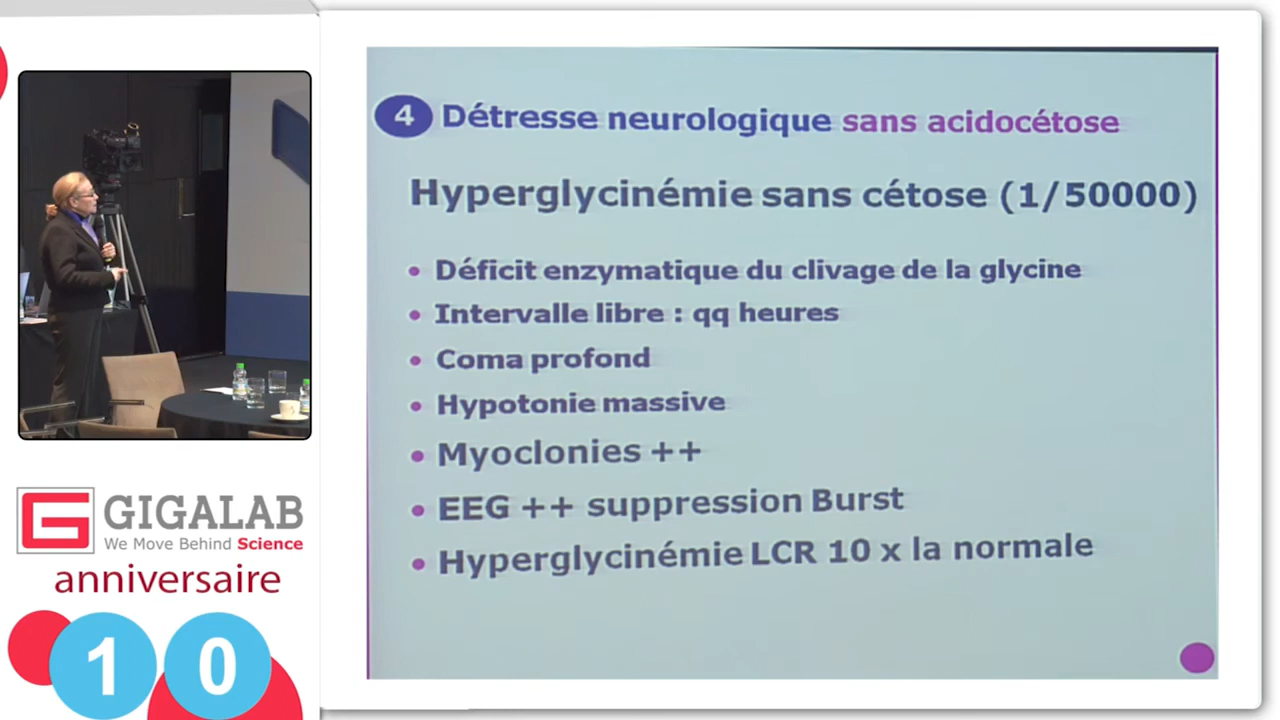 4 Détresse neurologique sans acidocétose
Hyperglycinémie sans cétose (1/50000)
• Déficit enzymatique du clivage de la glycine
• Intervalle libre : qq heures
• Coma profond
• Hypotonie massive
• Myoclonies ++
• EEG ++ suppression Burst
• Hyperglycinémie LCR 10 x la normale
GIGALAB
We Move Behind Science
anniversaire
10